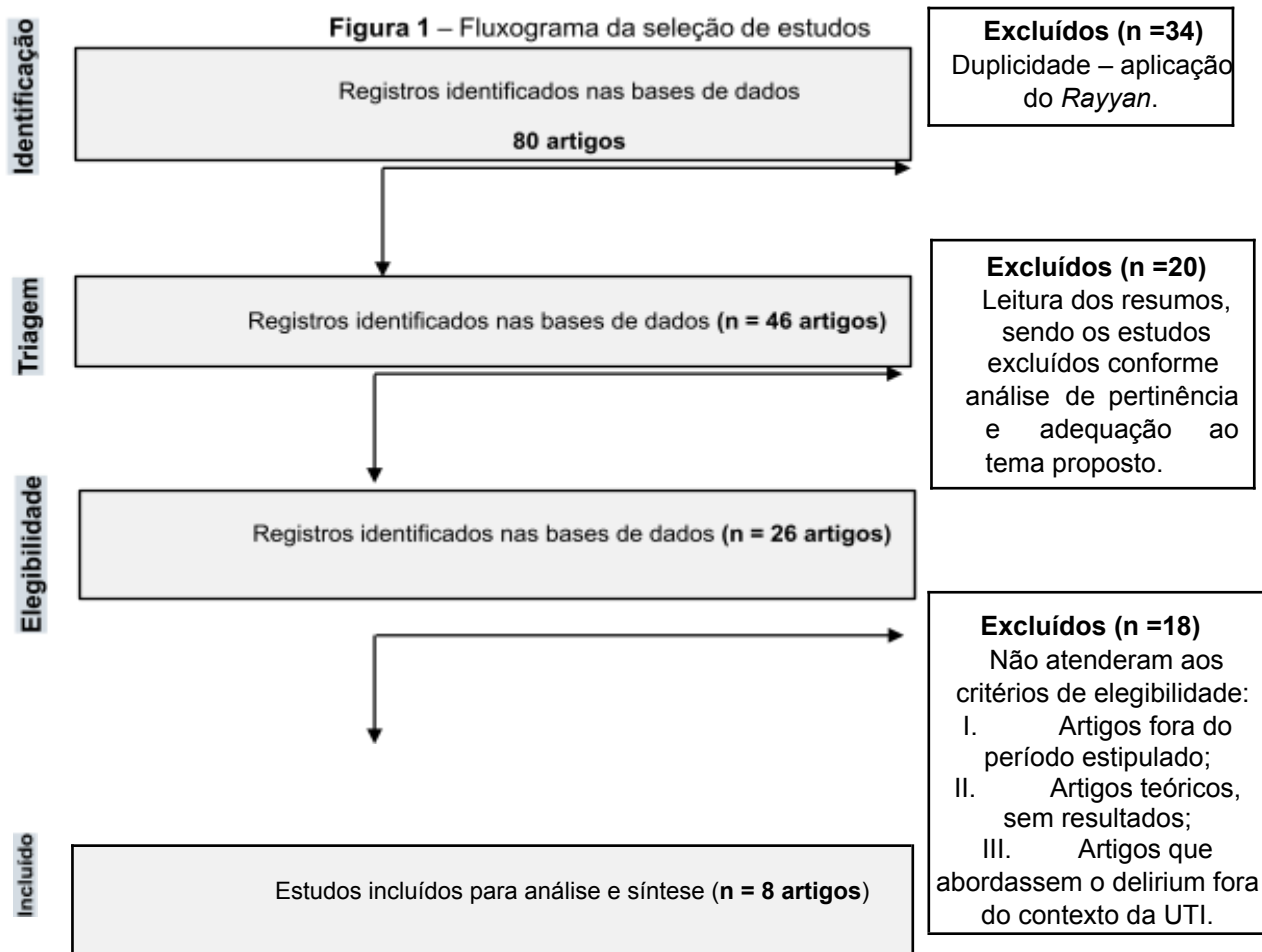 Figura 1 – Fluxograma da seleção de estudos
Identificação
Registros identificados nas bases de dados
80 artigos
Excluídos (n =34)
Duplicidade – aplicação
do Rayyan.
Triagem
Registros identificados nas bases de dados (n = 46 artigos)
Excluídos (n =20)
Leitura dos resumos,
sendo os estudos
excluídos conforme
análise de pertinência
e adequação ao
tema proposto.
Elegibilidade
Registros identificados nas bases de dados (n = 26 artigos)
Excluídos (n =18)
Não atenderam aos
critérios de elegibilidade:
I. Artigos fora do
período estipulado;
II. Artigos teóricos,
sem resultados;
III. Artigos que
abordassem o delirium fora
do contexto da UTI.
Incluído
Estudos incluídos para análise e síntese (n = 8 artigos)